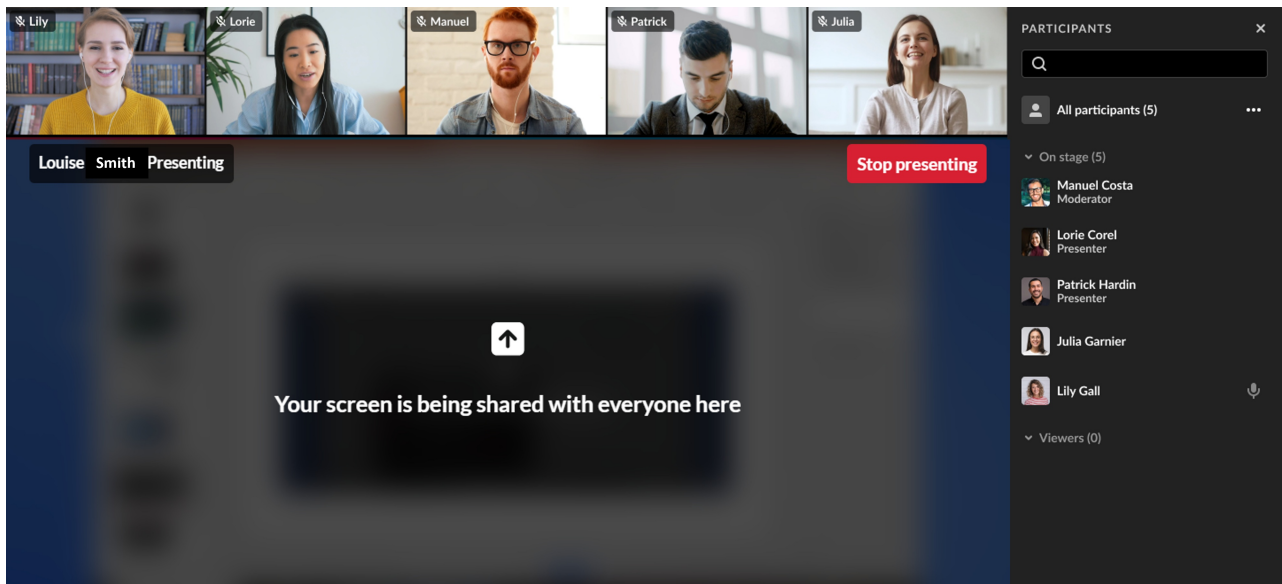 Lily
Lorie
Manuel
Patrick
Julia
Louise Smith Presenting
Stop presenting
Your screen is being shared with everyone here
PARTICIPANTS
All participants (5)
On stage (5)
Manuel Costa
Moderator
Lorie Corel
Presenter
Patrick Hardin
Presenter
Julia Garnier
Lily Gall
Viewers (0)